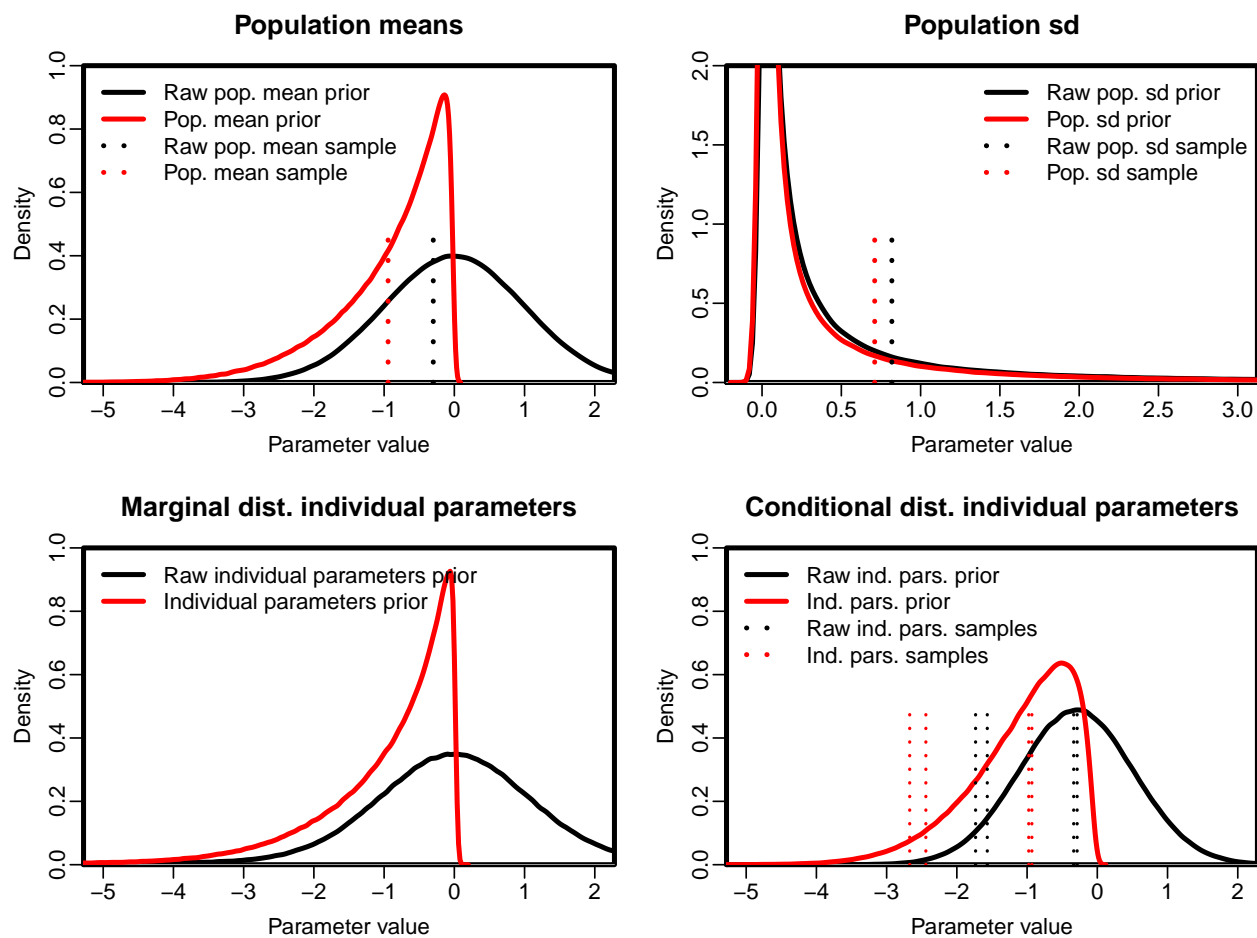 Population means
Raw pop. mean prior
Pop. mean prior
Raw pop. mean sample
Pop. mean sample
Density
0.0 0.2 0.4 0.6 0.8 1.0
−5 −4 −3 −2 −1 0 1 2
Parameter value
Population sd
Raw pop. sd prior
Pop. sd prior
Raw pop. sd sample
Pop. sd sample
Density
0.0 0.5 1.0 1.5 2.0
0.0 0.5 1.0 1.5 2.0 2.5 3.0
Parameter value
Marginal dist. individual parameters
Raw individual parameters prior
Individual parameters prior
Density
0.0 0.2 0.4 0.6 0.8 1.0
−5 −4 −3 −2 −1 0 1 2
Parameter value
Conditional dist. individual parameters
Raw ind. pars. prior
Ind. pars. prior
Raw ind. pars. samples
Ind. pars. samples
Density
0.0 0.2 0.4 0.6 0.8 1.0
−5 −4 −3 −2 −1 0 1 2
Parameter value